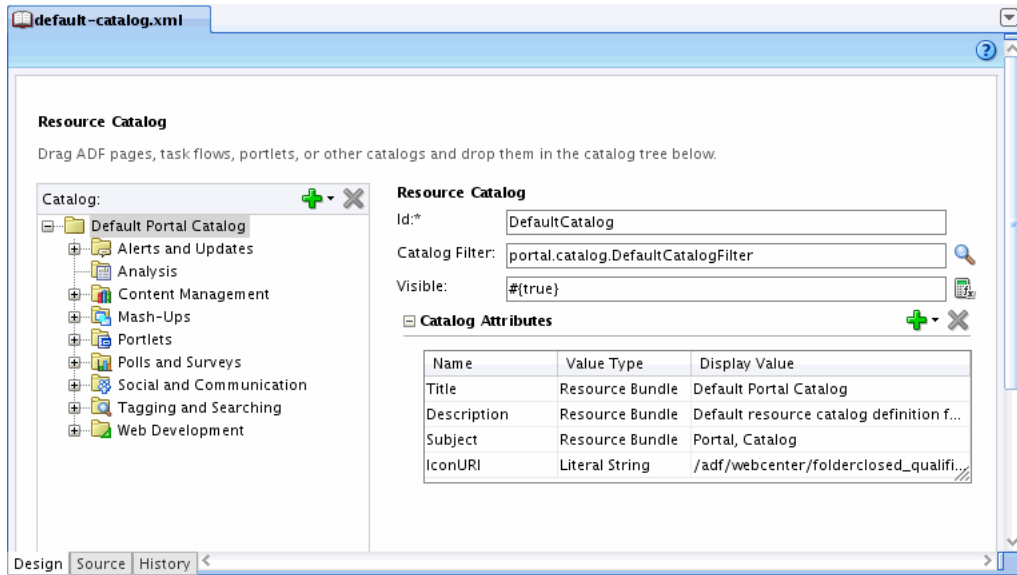 default-catalog.xml
Resource Catalog
Drag ADF pages, task flows, portlets, or other catalogs and drop them in the catalog tree below.
Catalog:
Default Portal Catalog
Alerts and Updates
Analysis
Content Management
Mash-Ups
Portlets
Polls and Surveys
Social and Communication
Tagging and Searching
Web Development
Resource Catalog
Id:* DefaultCatalog
Catalog Filter: portal.catalog.DefaultCatalogFilter
Visible: #{true}
Catalog Attributes
Name Value Type Display Value
Title Resource Bundle Default Portal Catalog
Description Resource Bundle Default resource catalog definition f...
Subject Resource Bundle Portal, Catalog
IconURI Literal String /adf/webcenter/folderclosed_qualifi...
Design Source History